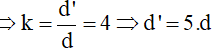 ⇒ k = d'/d = 4 ⇒ d' = 5.d